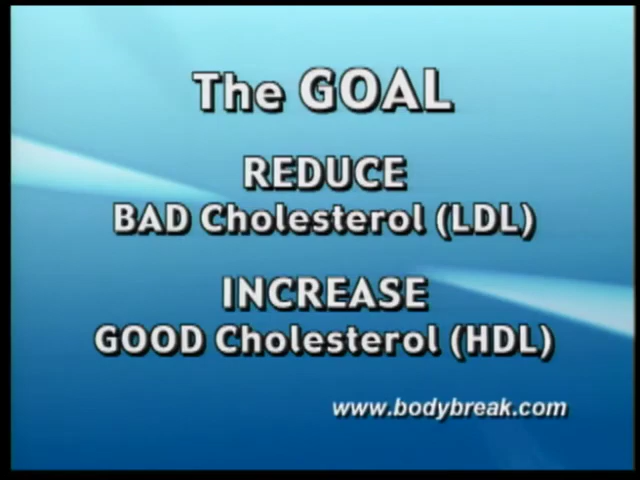 The GOAL
REDUCE
BAD Cholesterol (LDL)
INCREASE
GOOD Cholesterol (HDL)
www.bodybreak.com